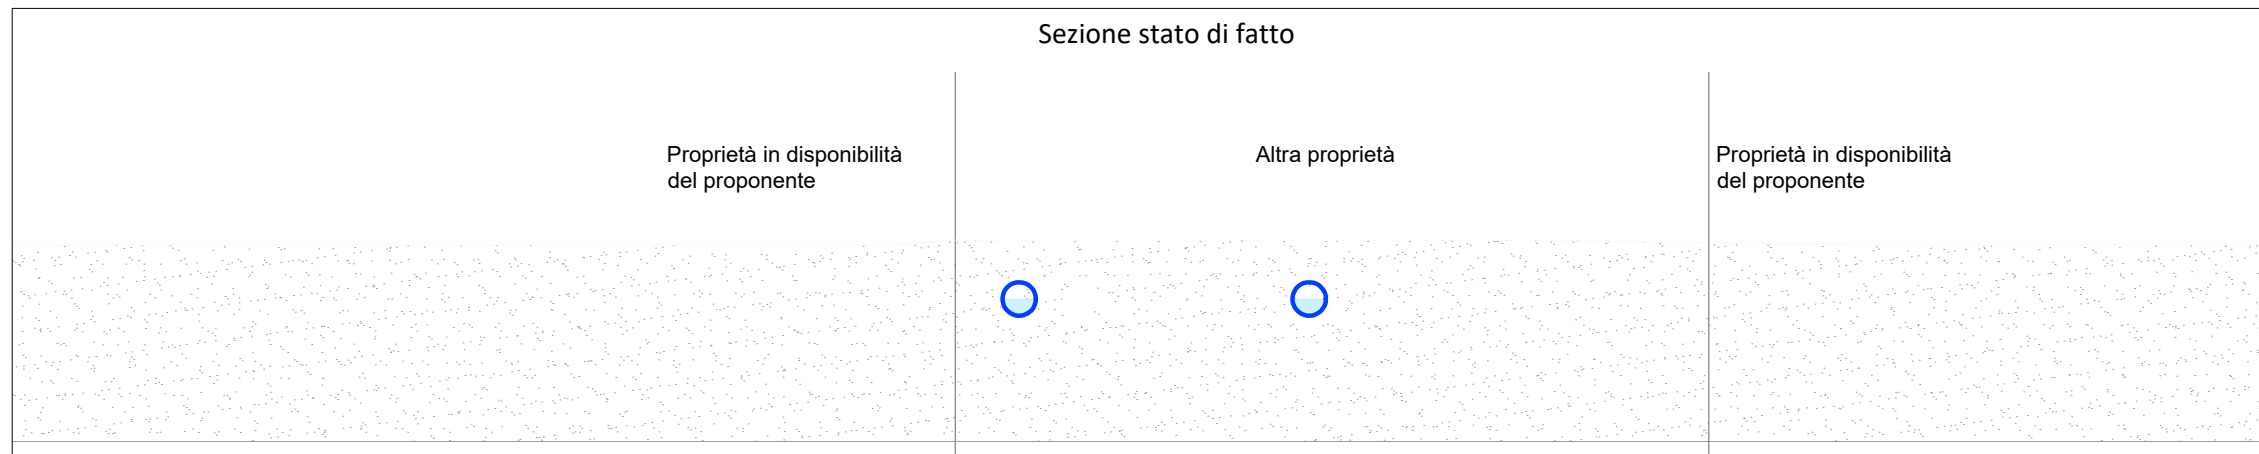 Sezione stato di fatto
Proprietà in disponibilità
del proponente
Altra proprietà
Proprietà in disponibilità
del proponente